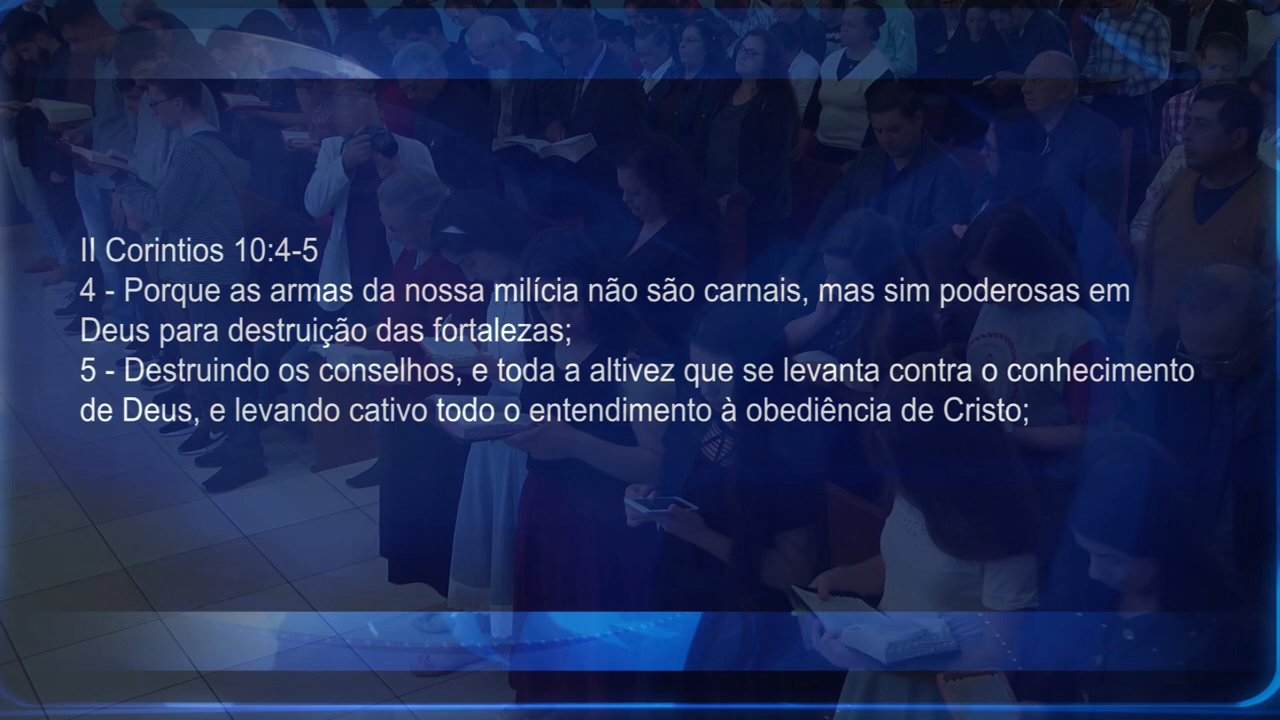 II Corintios 10:4-5
4 - Porque as armas da nossa milícia não são carnais, mas sim poderosas em
Deus para destruição das fortalezas;
5 - Destruindo os conselhos, e toda a altivez que se levanta contra o conhecimento
de Deus, e levando cativo todo o entendimento à obediência de Cristo;